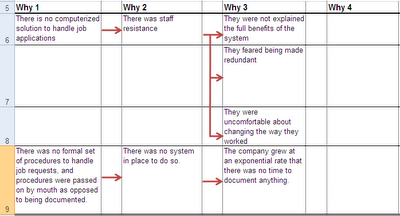 5 Why 1 Why 2 Why 3 Why 4
There is no computerized
solution to handle job
applications
There was staff
resistance
They were not explained
the full benefits of the
system
6
They feared being made
redundant
7
They were
uncomfortable about
changing the way they
worked
8
There was no formal set
of procedures to handle
job requests, and
procedures were passed
on by mouth as opposed
to being documented.
There was no system
in place to do so.
The company grew at
an exponential rate that
there was no time to
document anything.
9